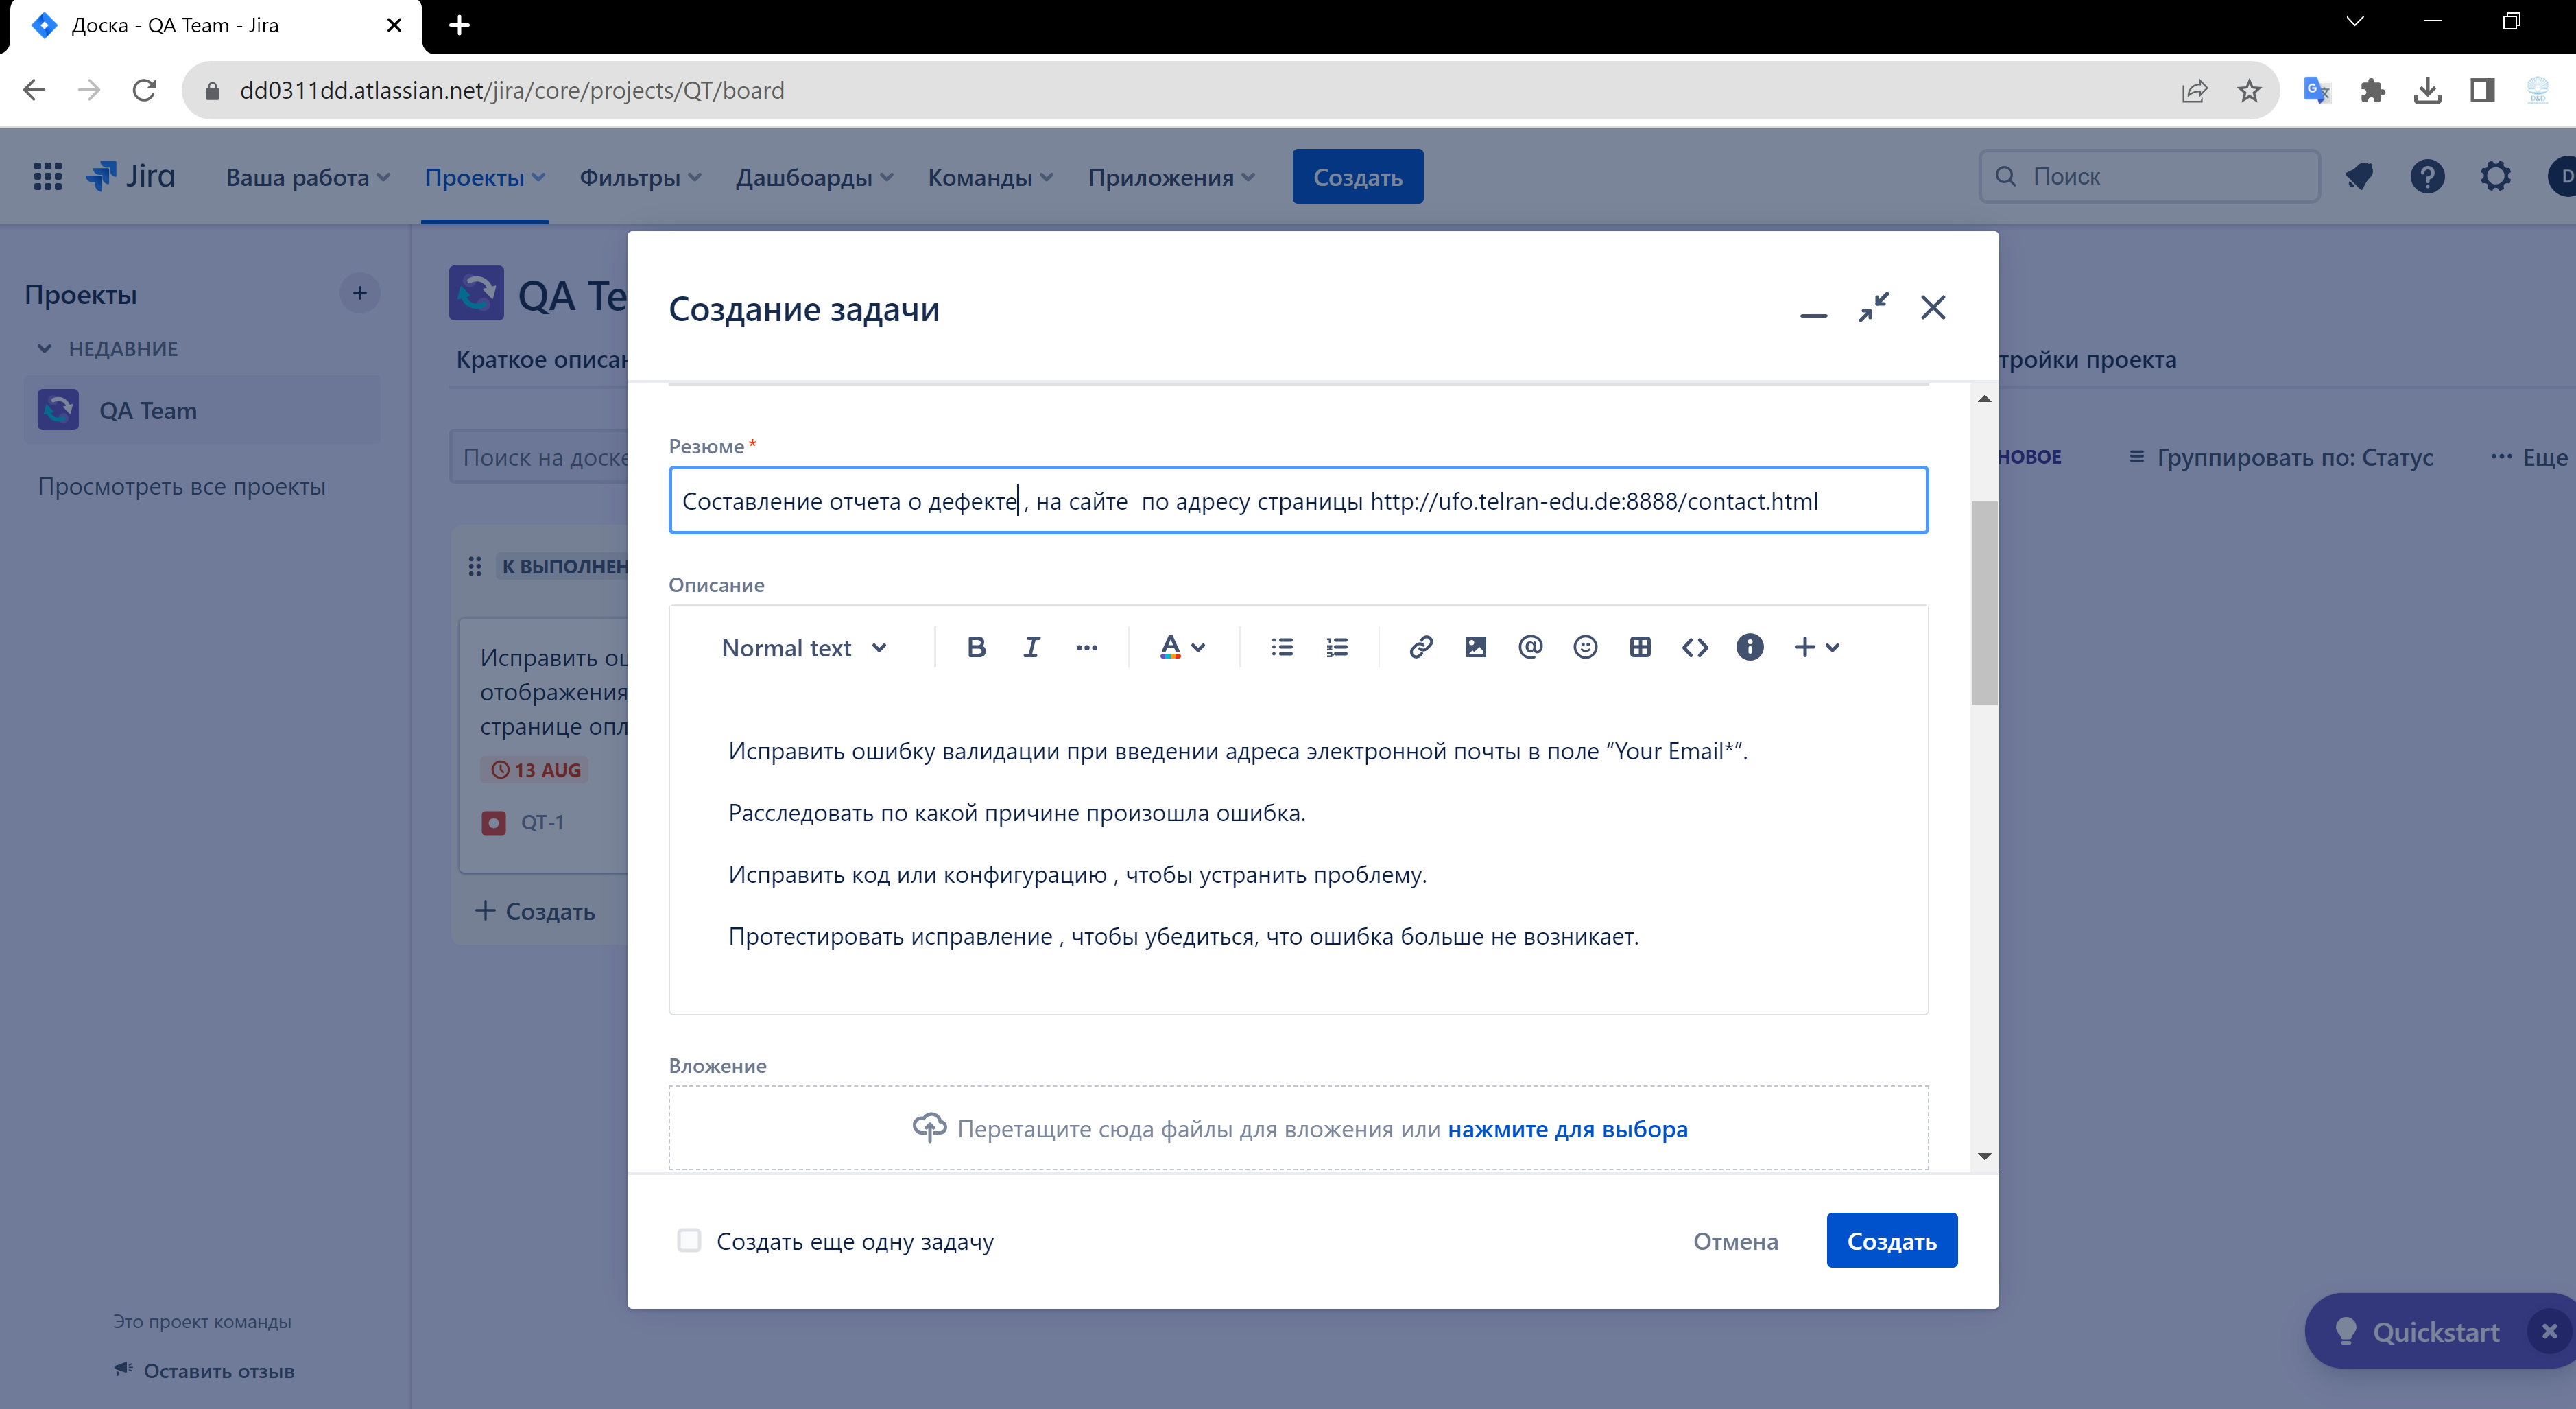 Доска - QA Team - Jira
dd0311dd.atlassian.net/jira/core/projects/QT/board
Jira
Ваша работа
Проекты
Фильтры
Дашбоарды
Команды
Приложения
Создать
Поиск
D
Проекты
НЕДАВНИЕ
QA Team
Просмотреть все проекты
Это проект команды
Оставить отзыв
QA Te
Краткое описан
тройки проекта
Поиск на доске
НОВОЕ
Группировать по: Статус
Еще
К ВЫПОЛНЕН
Исправить ош
отображения
странице опл
13 AUG
QT-1
Создать
Создание задачи
Резюме*
Составление отчета о дефекте , на сайте  по адресу страницы http://ufo.telran-edu.de:8888/contact.html
Описание
Normal text
Исправить ошибку валидации при введении адреса электронной почты в поле “Your Email*”.
Расследовать по какой причине произошла ошибка.
Исправить код или конфигурацию , чтобы устранить проблему.
Протестировать исправление , чтобы убедиться, что ошибка больше не возникает.
Вложение
Перетащите сюда файлы для вложения или нажмите для выбора
Создать еще одну задачу
Отмена
Создать
Quickstart